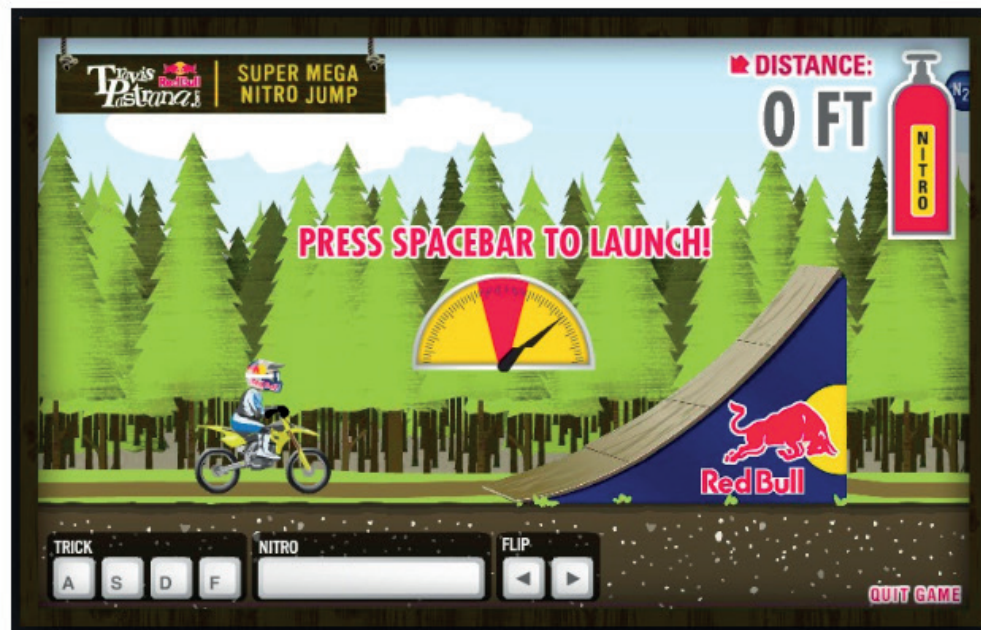 Travis
Pastrana.com
Red Bull
SUPER MEGA
NITRO JUMP
DISTANCE:
0 FT
N2
NITRO
PRESS SPACEBAR TO LAUNCH!
Red Bull
TRICK
A S D F
NITRO
FLIP
QUIT GAME